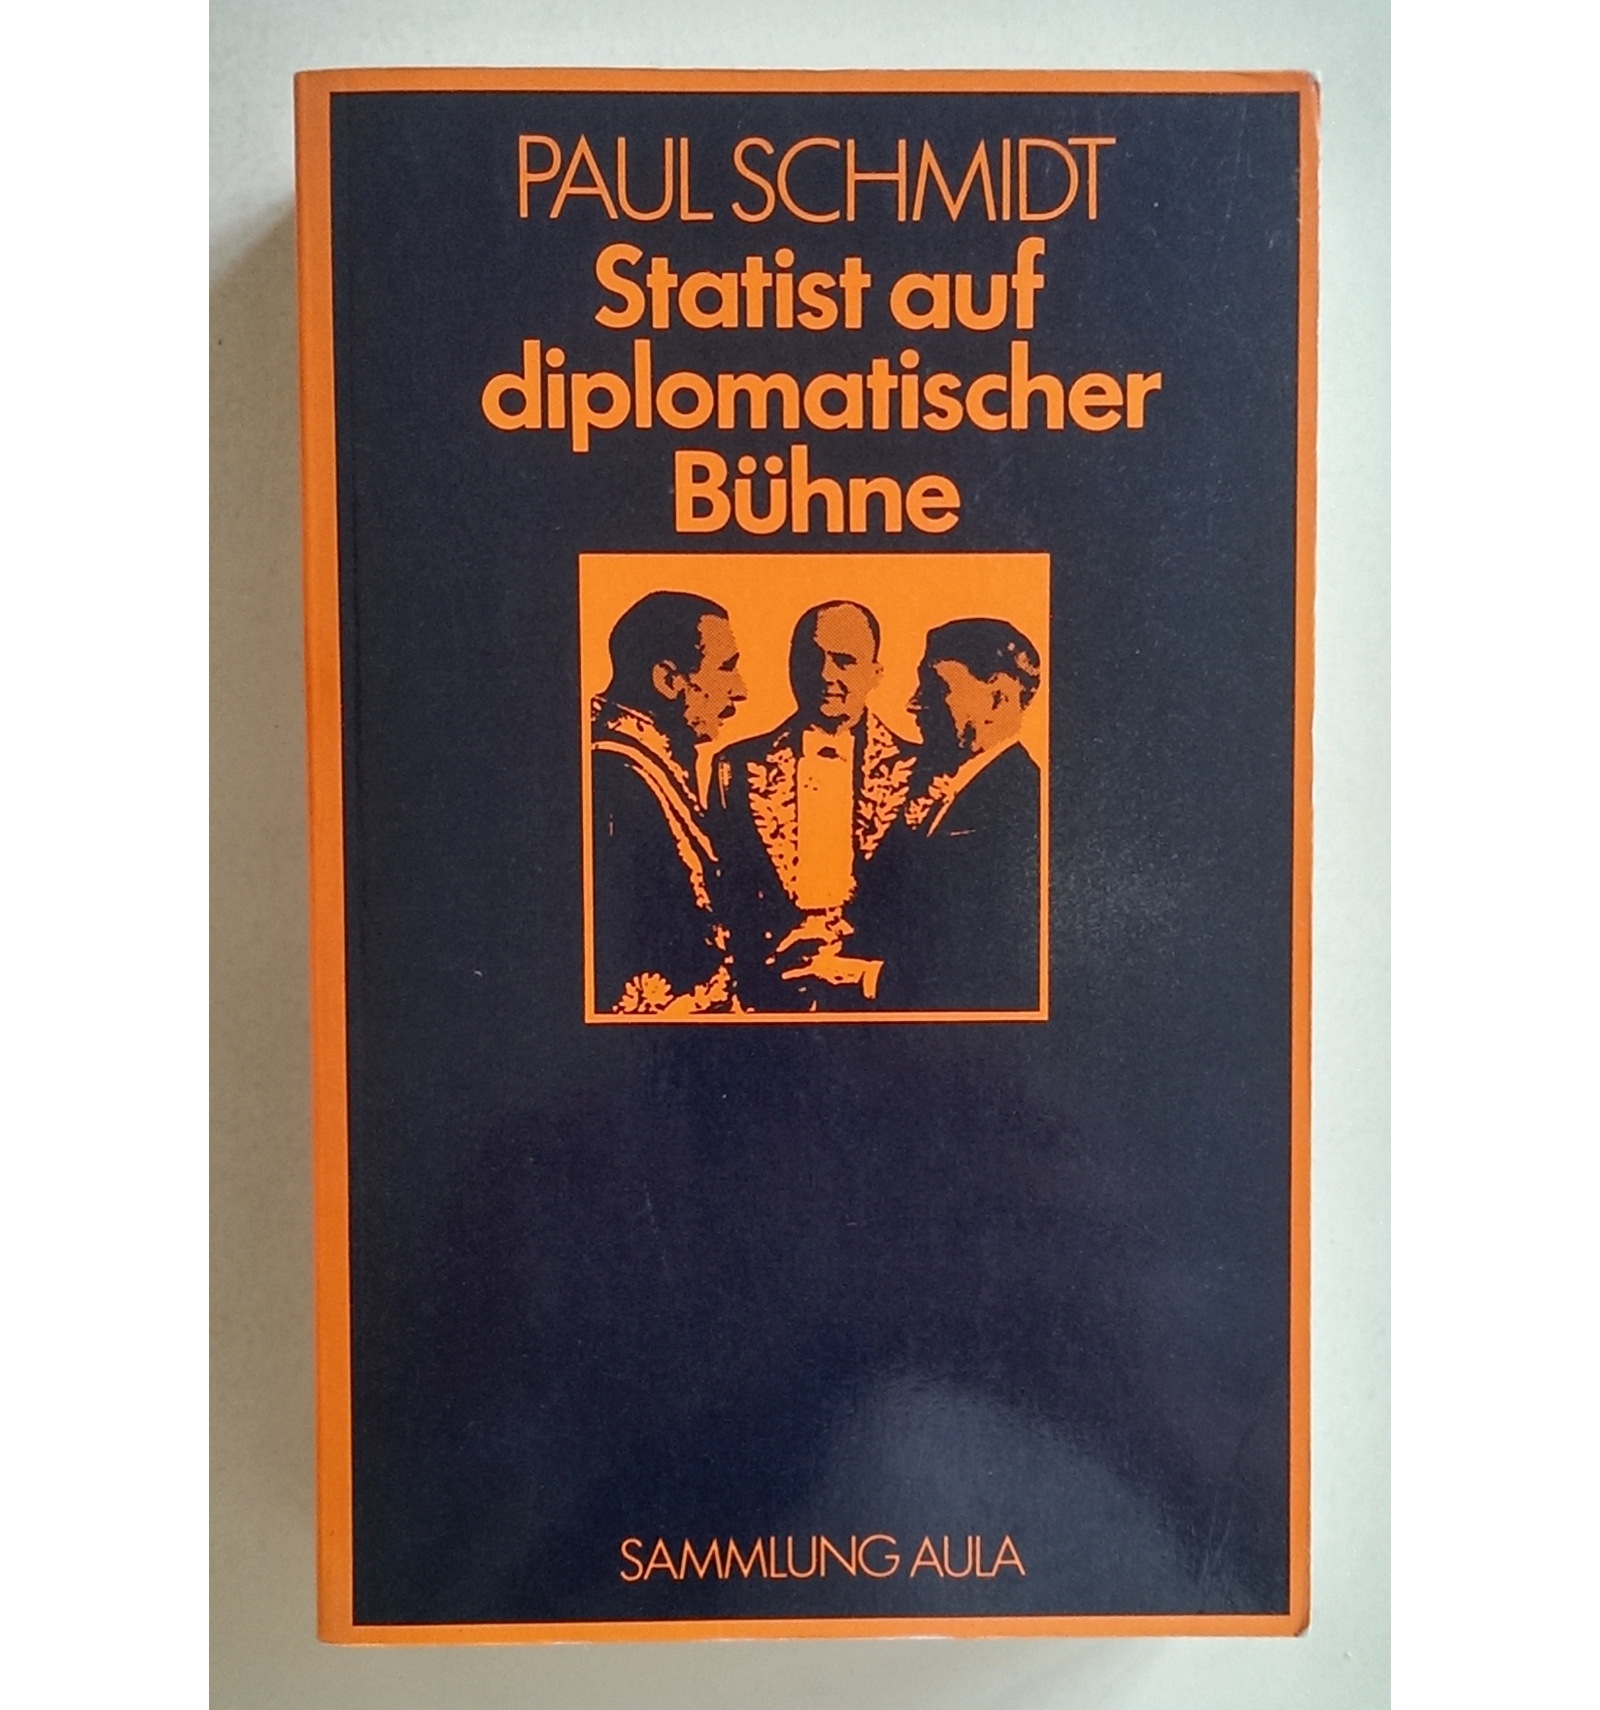 PAUL SCHMIDT
Statist auf
diplomatischer
Bühne
SAMMLUNG AULA